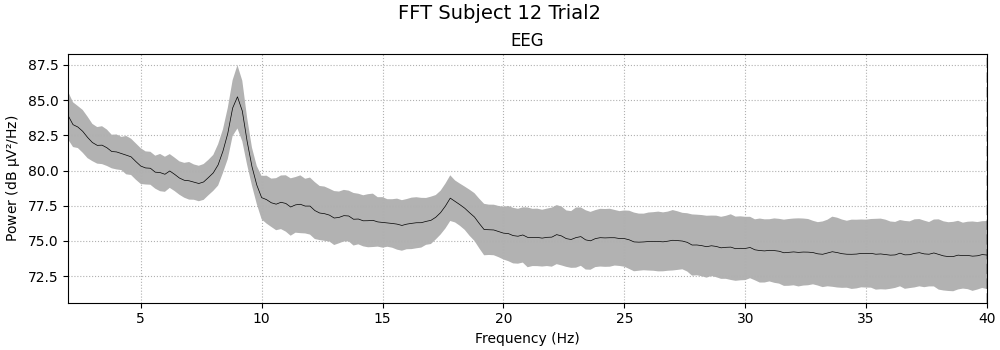 FFT Subject 12 Trial2
EEG
87.5
85.0
82.5
80.0
77.5
75.0
72.5
Power (dB µV²/Hz)
5 10 15 20 25 30 35 40
Frequency (Hz)